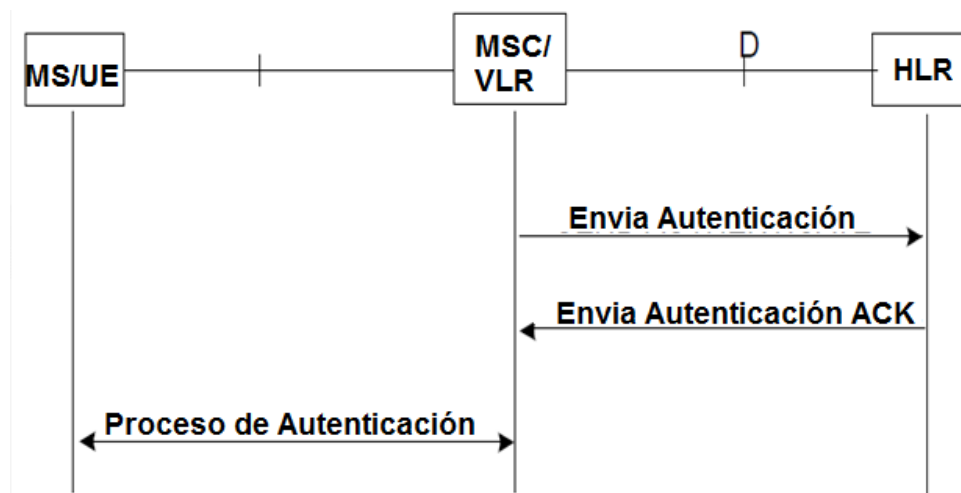 MS/UE
MSC/
VLR
D
HLR
Envia Autenticación
Envia Autenticación ACK
Proceso de Autenticación